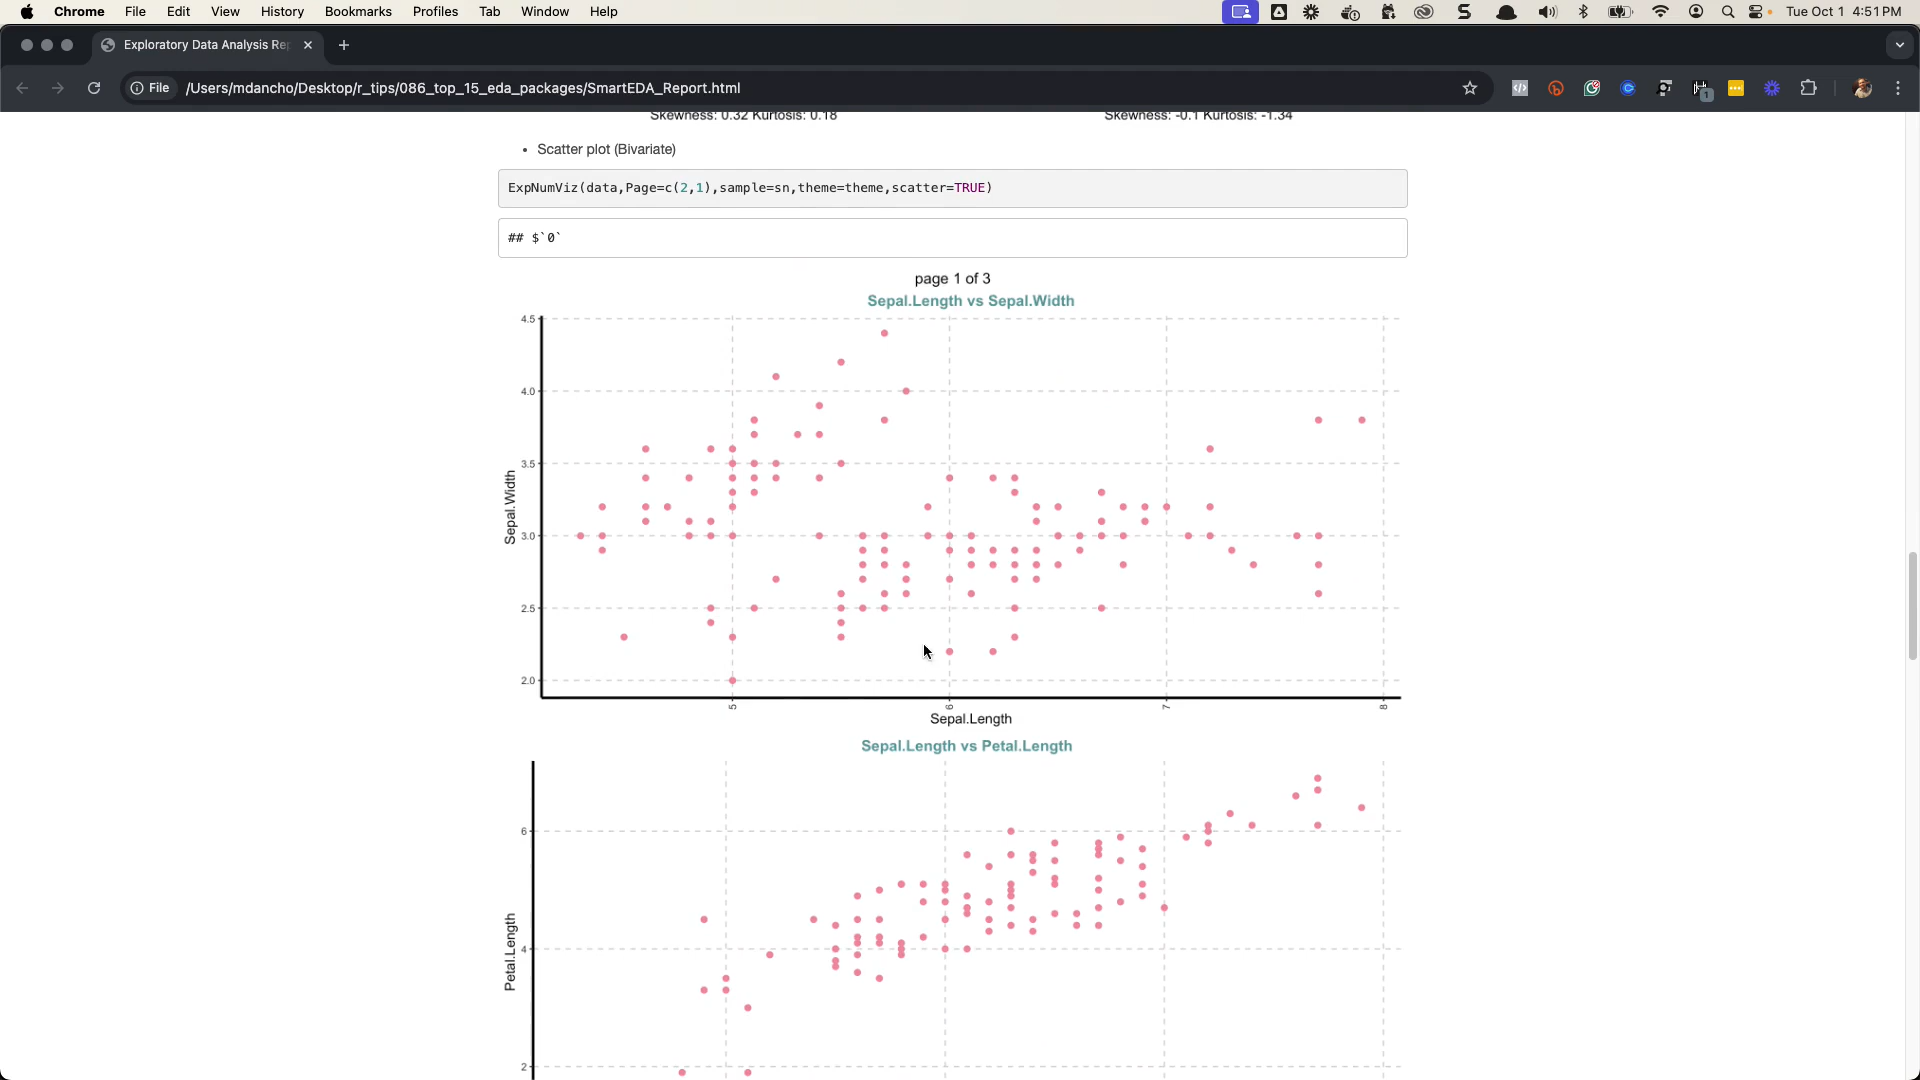 Chrome File Edit View History Bookmarks Profiles Tab Window Help Tue Oct 1 4:51 PM
Exploratory Data Analysis Re
File /Users/mdancho/Desktop/r_tips/086_top_15_eda_packages/SmartEDA_Report.html
Skewness: 0.32 Kurtosis: 0.18 Skewness: -0.1 Kurtosis: -1.34
• Scatter plot (Bivariate)
ExpNumViz(data,Page=c(2,1),sample=sn,theme=theme,scatter=TRUE)
## $`0`
page 1 of 3
Sepal.Length vs Sepal.Width
4.5
4.0
3.5
3.0
2.5
2.0
Sepal.Width
5 6 7 8
Sepal.Length
Sepal.Length vs Petal.Length
6
4
2
Petal.Length